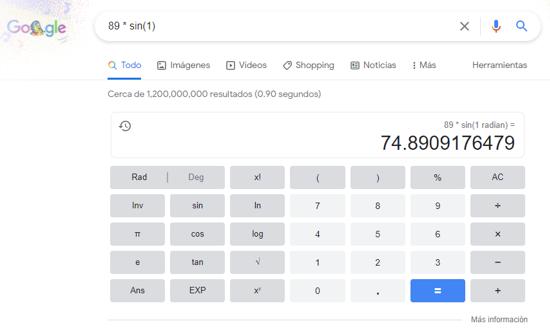 Google
89 * sin(1)
Todo Imágenes Videos Shopping Noticias Más Herramientas
Cerca de 1,200,000,000 resultados (0.90 segundos)
89 * sin(1 radian) =
74.8909176479
Rad | Deg x! ( ) % AC
Inv sin ln 7 8 9 ÷
π cos log 4 5 6 ×
e tan √ 1 2 3 −
Ans EXP xʸ 0 . = +
Más información